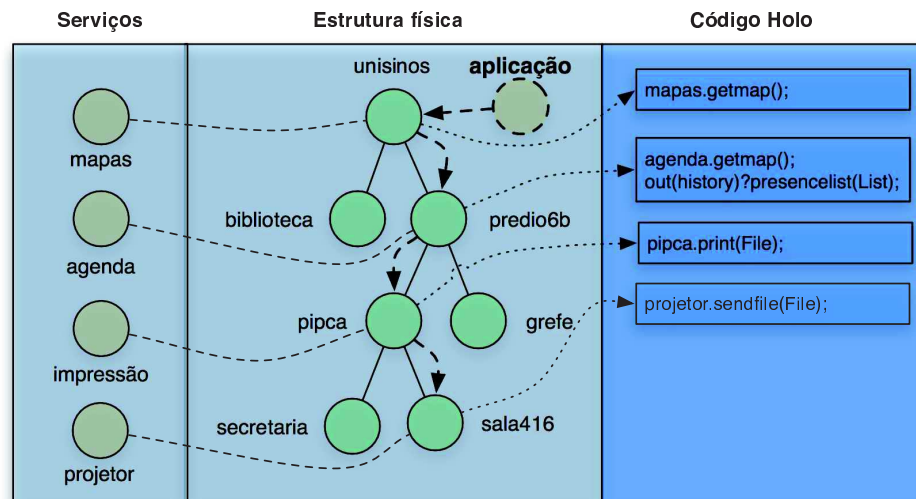 Serviços
Estrutura física
Código Holo
unisinos
aplicação
mapas.getmap();
mapas
agenda.getmap();
out(history)?presencelist(List);
biblioteca
predio6b
pipca.print(File);
agenda
projetor.sendfile(File);
pipca
grefe
impressão
secretaria
sala416
projetor